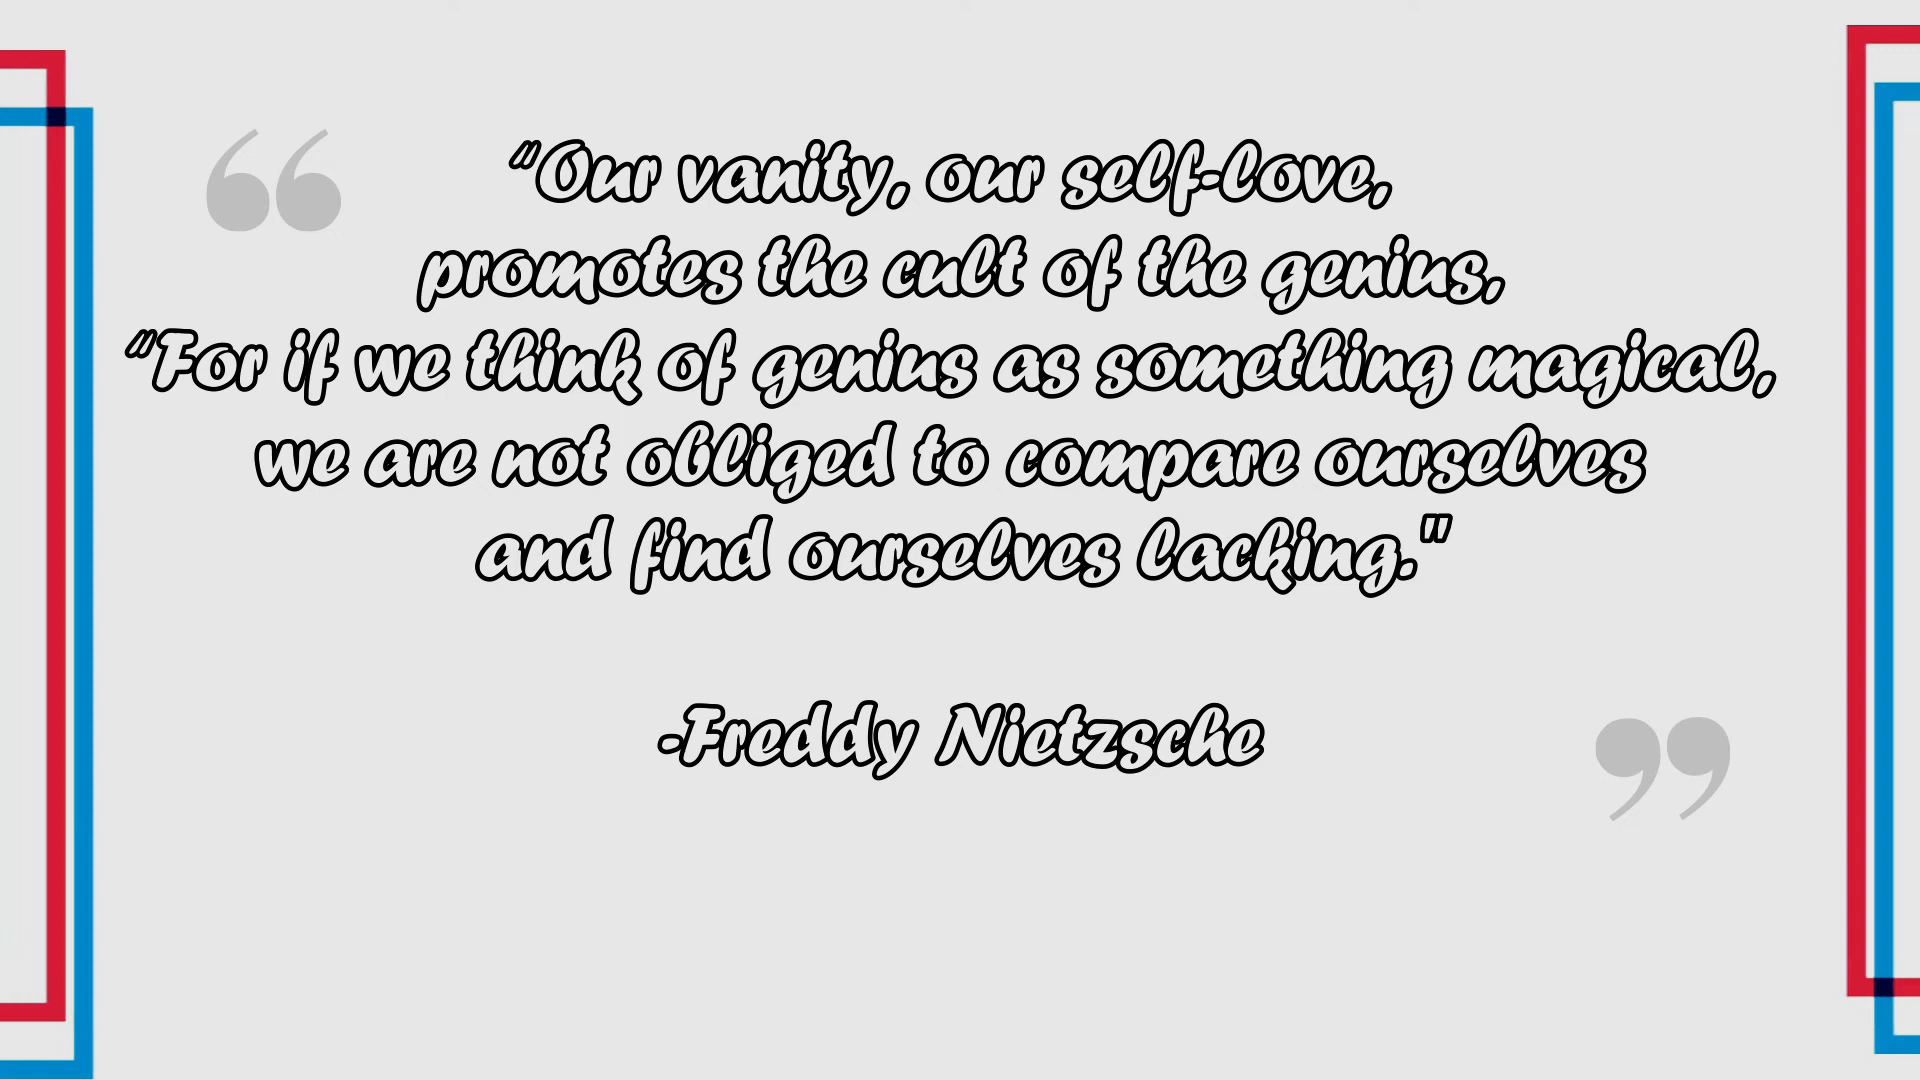 “Our vanity, our self-love,
promotes the cult of the genius,
“For if we think of genius as something magical,
we are not obliged to compare ourselves
and find ourselves lacking."
-Freddy Nietzsche